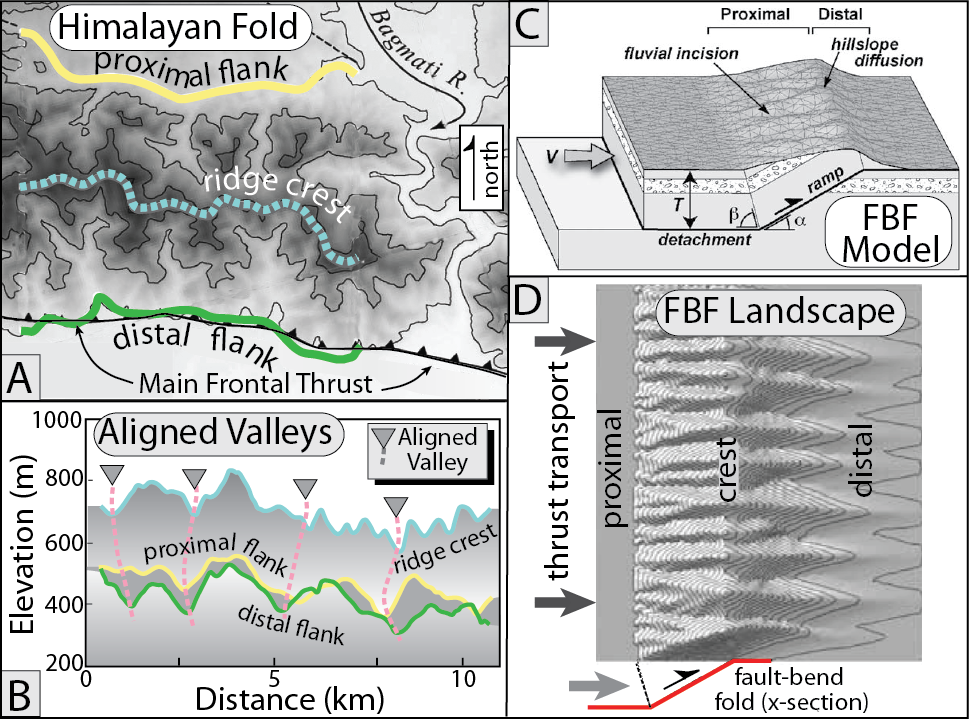 Himalayan Fold
proximal flank
Bagmati R.
north
ridge crest
distal flank
Main Frontal Thrust
A
1000
800
600
400
200
Elevation (m)
Aligned Valleys
Aligned
Valley
proximal flank
ridge crest
distal flank
0
5
10
Distance (km)
B
C
Proximal
Distal
fluvial incision
hillslope
diffusion
V
T
β
α
ramp
detachment
FBF
Model
D
FBF Landscape
thrust transport
proximal
crest
distal
fault-bend
fold (x-section)